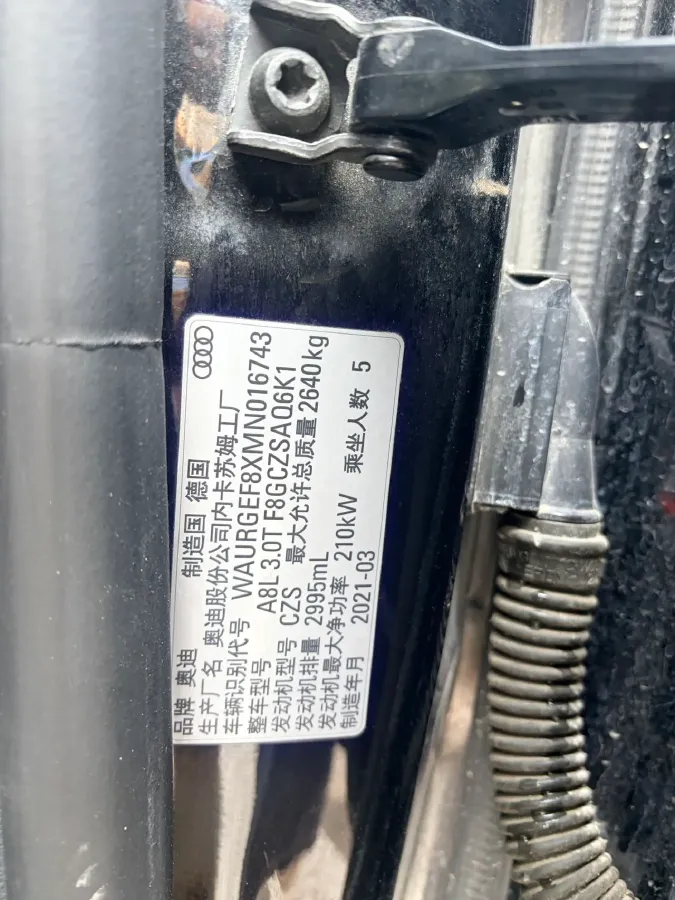 品牌 奥迪 制造国 德国
生产厂名 奥迪股份公司内卡苏姆工厂
车辆识别代号 WAURGEF8XMN016743
整车型号 A8L 3.0T F8GCZSAQ6K1
发动机型号 CZS 最大允许总质量 2640kg
发动机排量 2995mL
发动机最大净功率 210kW 乘坐人数 5
制造年月 2021-03